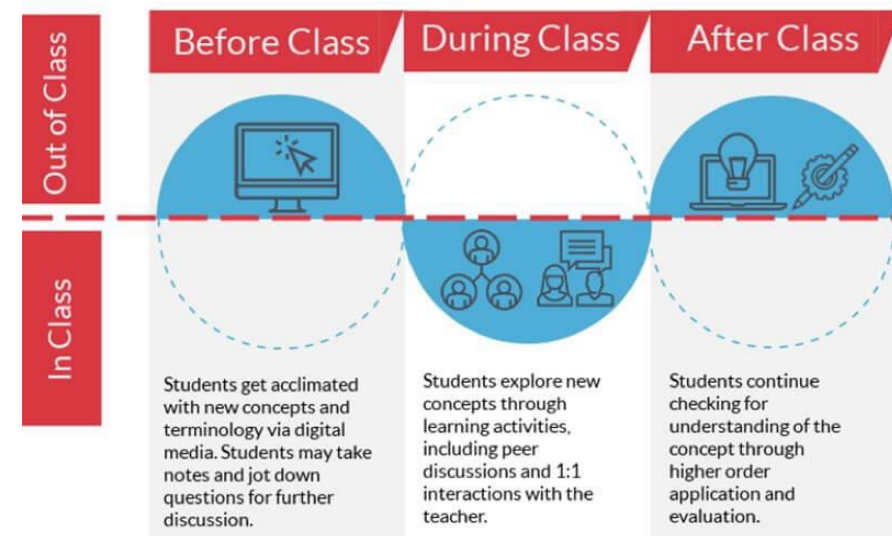 Before Class
During Class
After Class
Out of Class
In Class
Students get acclimated
with new concepts and
terminology via digital
media. Students may take
notes and jot down
questions for further
discussion.
Students explore new
concepts through
learning activities,
including peer
discussions and 1:1
interactions with the
teacher.
Students continue
checking for
understanding of the
concept through
higher order
application and
evaluation.